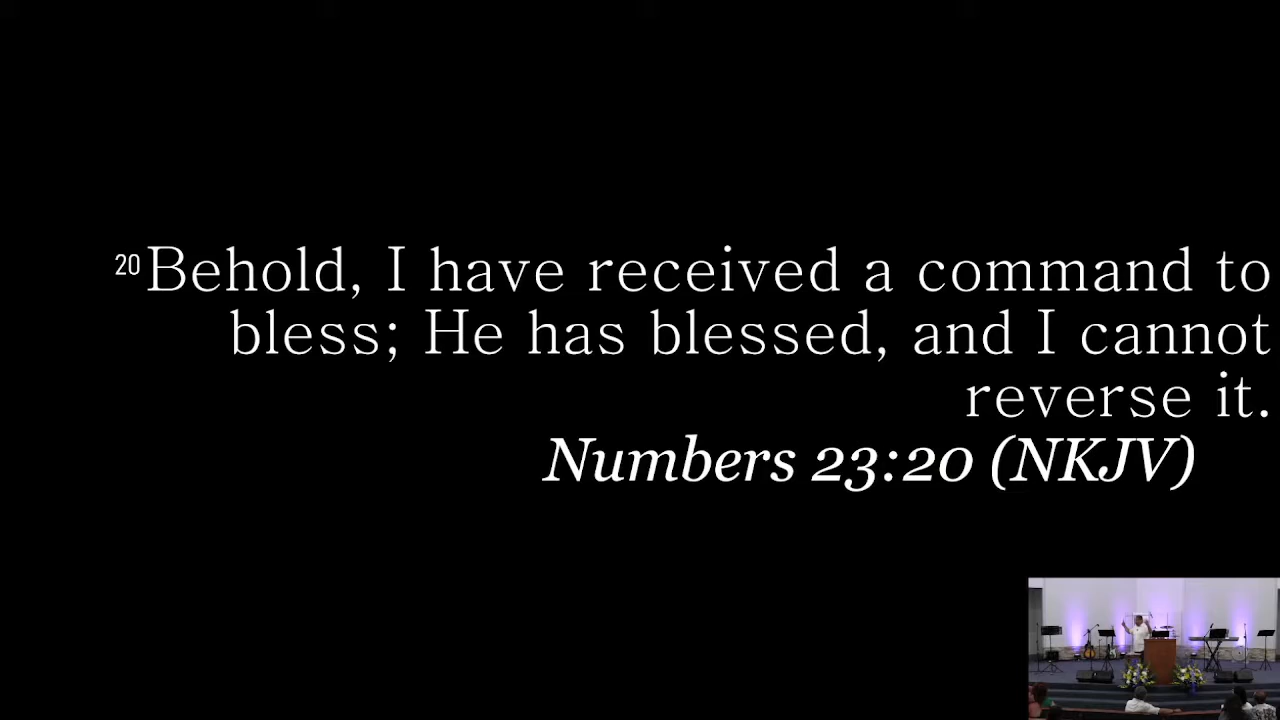 20Behold, I have received a command to
bless; He has blessed, and I cannot
reverse it.
Numbers 23:20 (NKJV)